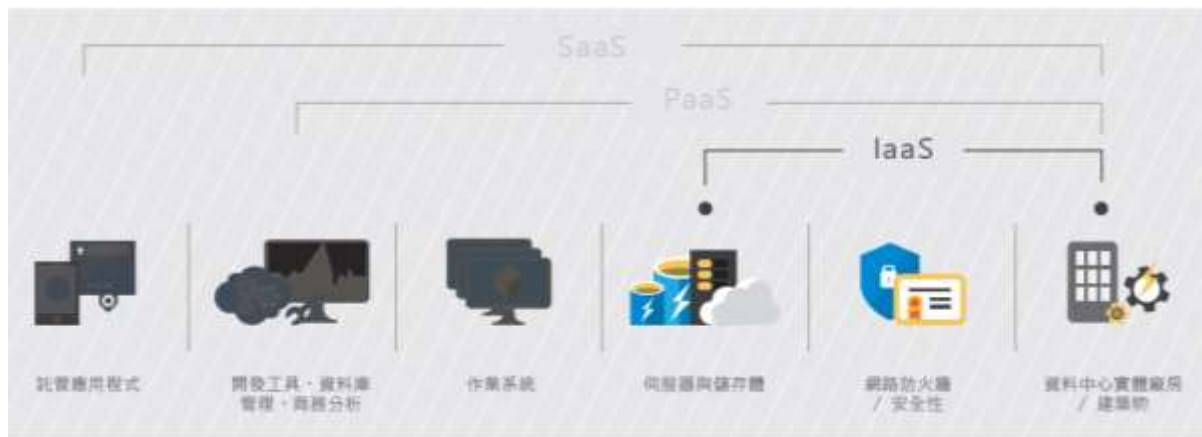 SaaS
PaaS
IaaS
託管應用程式
開發工具、資料庫
管理、商務分析
作業系統
伺服器與儲存體
網路防火牆
/ 安全性
資料中心實體廠房
/ 建築物